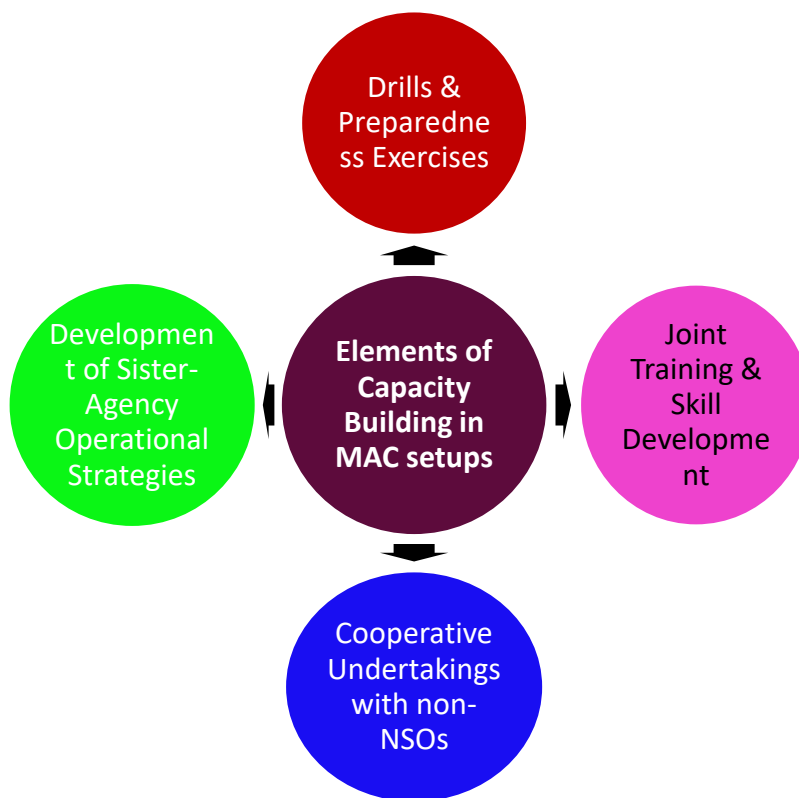 Drills &
Preparedne
ss Exercises
Developmen
t of Sister-
Agency
Operational
Strategies
Elements of
Capacity
Building in
MAC setups
Joint
Training &
Skill
Developme
nt
Cooperative
Undertakings
with non-
NSOs